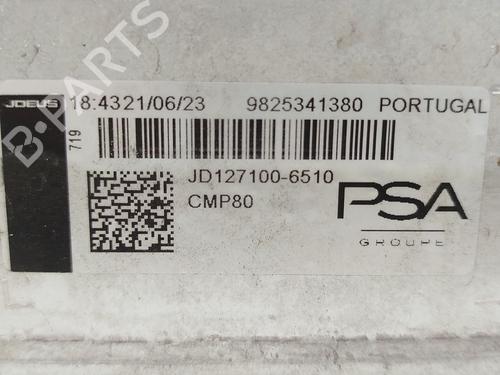 JDEUS 18:4321/06/23 9825341380 PORTUGAL
719
JD127100-6510
CMP80
PSA
GROUPE
B-PARTS